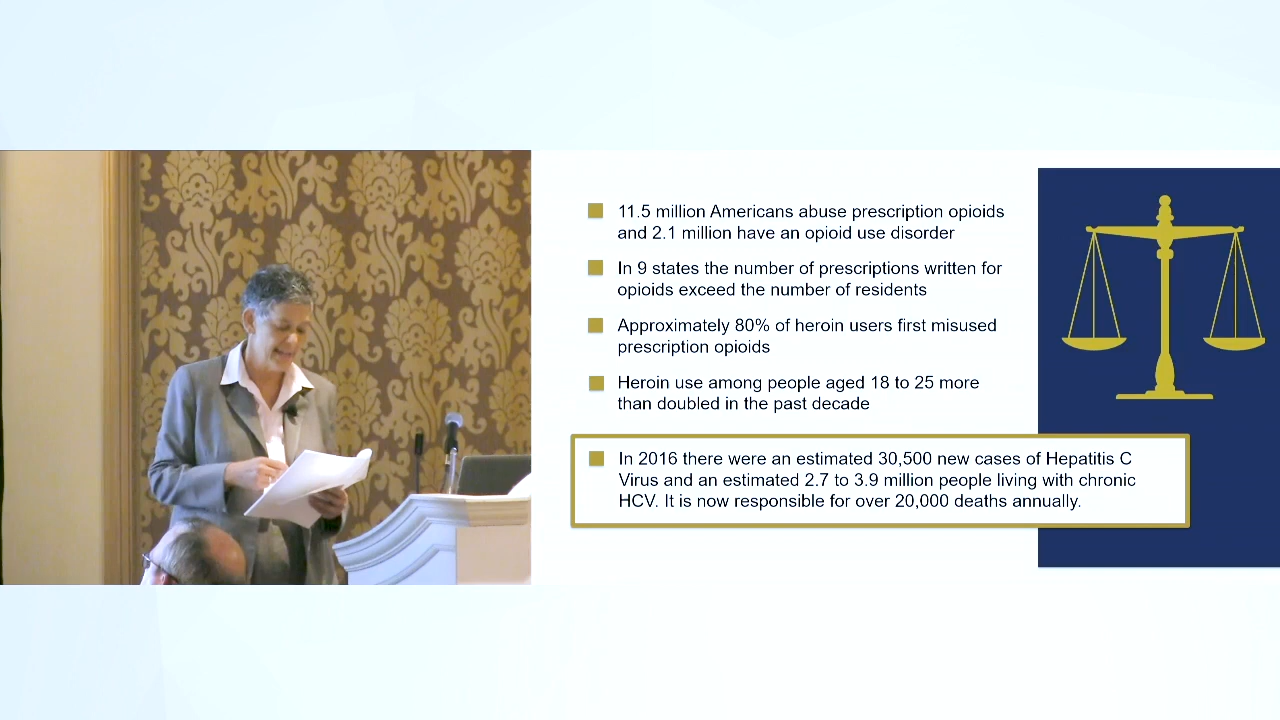 11.5 million Americans abuse prescription opioids
and 2.1 million have an opioid use disorder
In 9 states the number of prescriptions written for
opioids exceed the number of residents
Approximately 80% of heroin users first misused
prescription opioids
Heroin use among people aged 18 to 25 more
than doubled in the past decade
In 2016 there were an estimated 30,500 new cases of Hepatitis C
Virus and an estimated 2.7 to 3.9 million people living with chronic
HCV. It is now responsible for over 20,000 deaths annually.